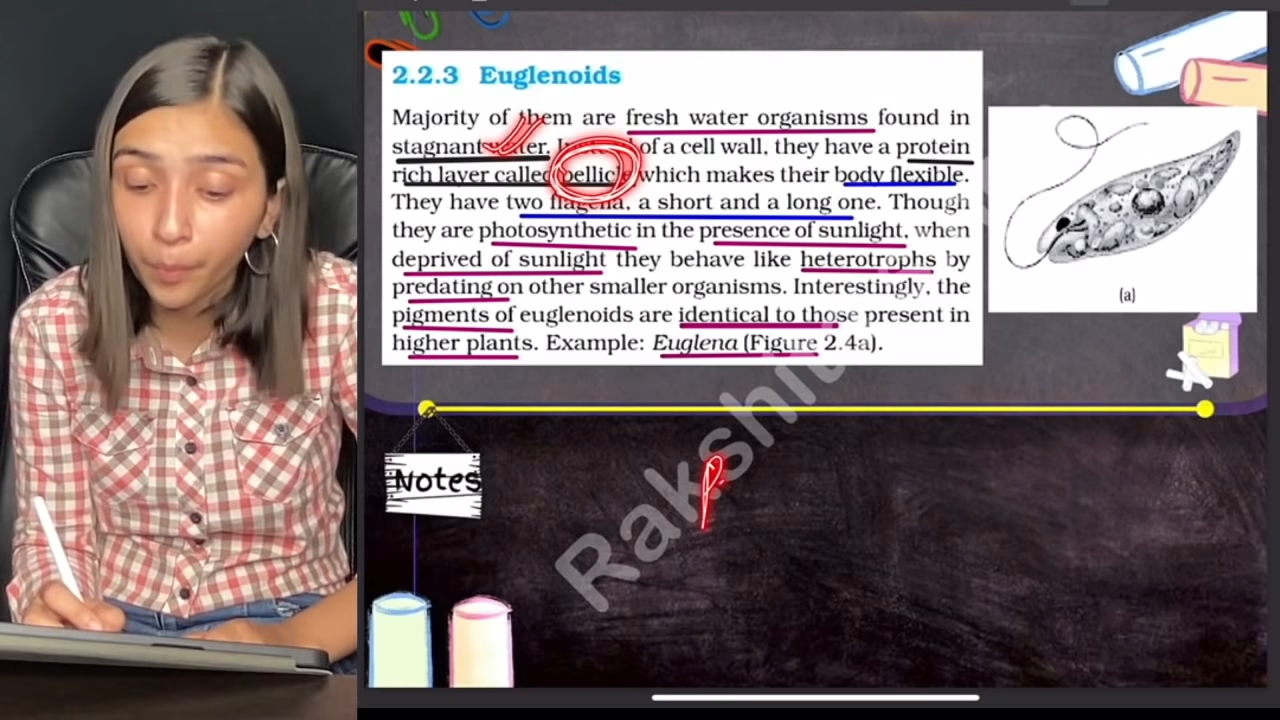 2.2.3 Euglenoids
Majority of them are fresh water organisms found in
stagnant water. of a cell wall, they have a protein
rich layer called pellicle which makes their body flexible.
They have two flagella, a short and a long one. Though
they are photosynthetic in the presence of sunlight, when
deprived of sunlight they behave like heterotrophs by
predating on other smaller organisms. Interestingly, the
pigments of euglenoids are identical to those present in
higher plants. Example: Euglena (Figure 2.4a).
(a)
Notes
P
Rakshit